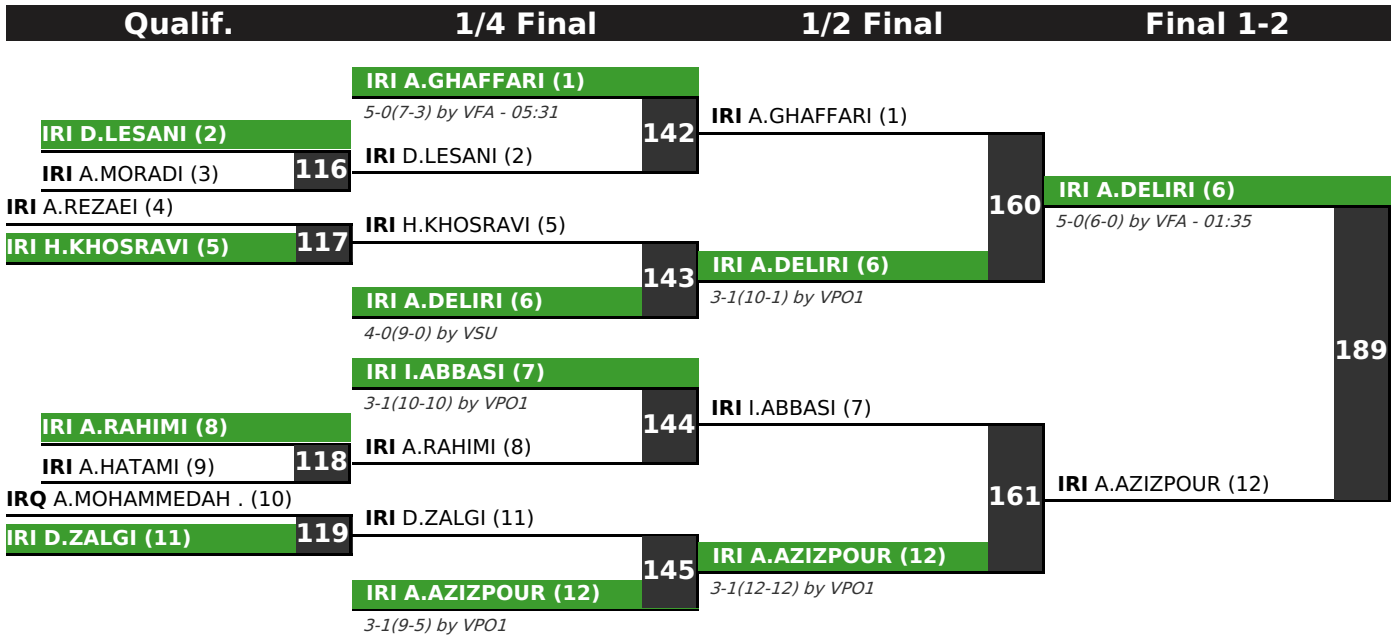 Qualif. 1/4 Final 1/2 Final Final 1-2
IRI A.GHAFFARI (1)
5-0(7-3) by VFA - 05:31
IRI A.GHAFFARI (1)
IRI D.LESANI (2)
142
IRI D.LESANI (2)
IRI A.MORADI (3)
116
IRI A.DELIRI (6)
IRI A.REZAEI (4)
160
5-0(6-0) by VFA - 01:35
IRI H.KHOSRAVI (5)
IRI H.KHOSRAVI (5)
117
IRI A.DELIRI (6)
143
IRI A.DELIRI (6)
3-1(10-1) by VPO1
4-0(9-0) by VSU
189
IRI I.ABBASI (7)
3-1(10-10) by VPO1
IRI I.ABBASI (7)
IRI A.RAHIMI (8)
144
IRI A.RAHIMI (8)
IRI A.HATAMI (9)
118
IRI A.AZIZPOUR (12)
IRQ A.MOHAMMEDAH . (10)
161
IRI D.ZALGI (11)
IRI D.ZALGI (11)
119
IRI A.AZIZPOUR (12)
145
IRI A.AZIZPOUR (12)
3-1(12-12) by VPO1
3-1(9-5) by VPO1